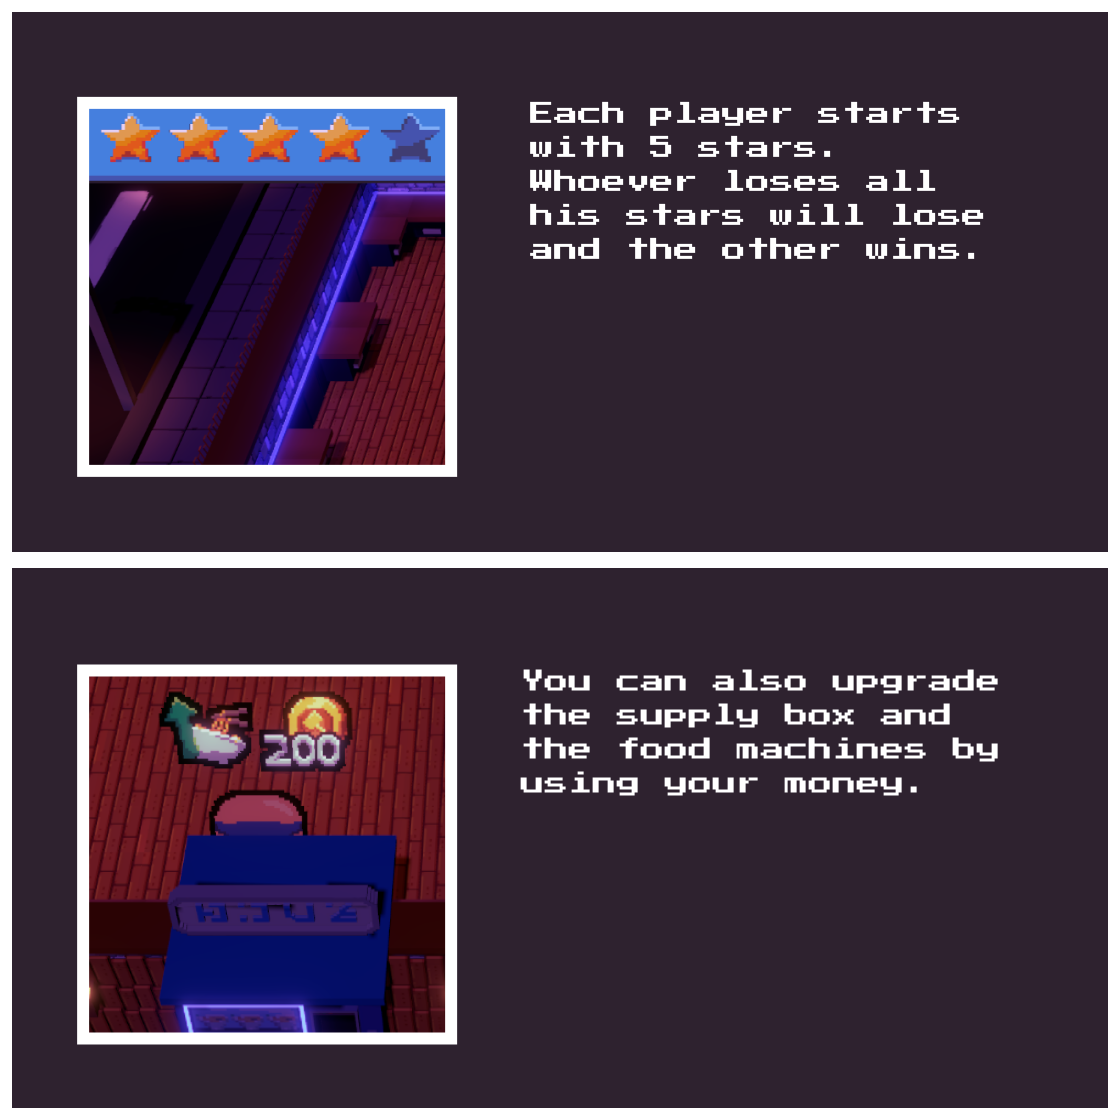 Each player starts
with 5 stars.
Whoever loses all
his stars will lose
and the other wins.
200
You can also upgrade
the supply box and
the food machines by
using your money.